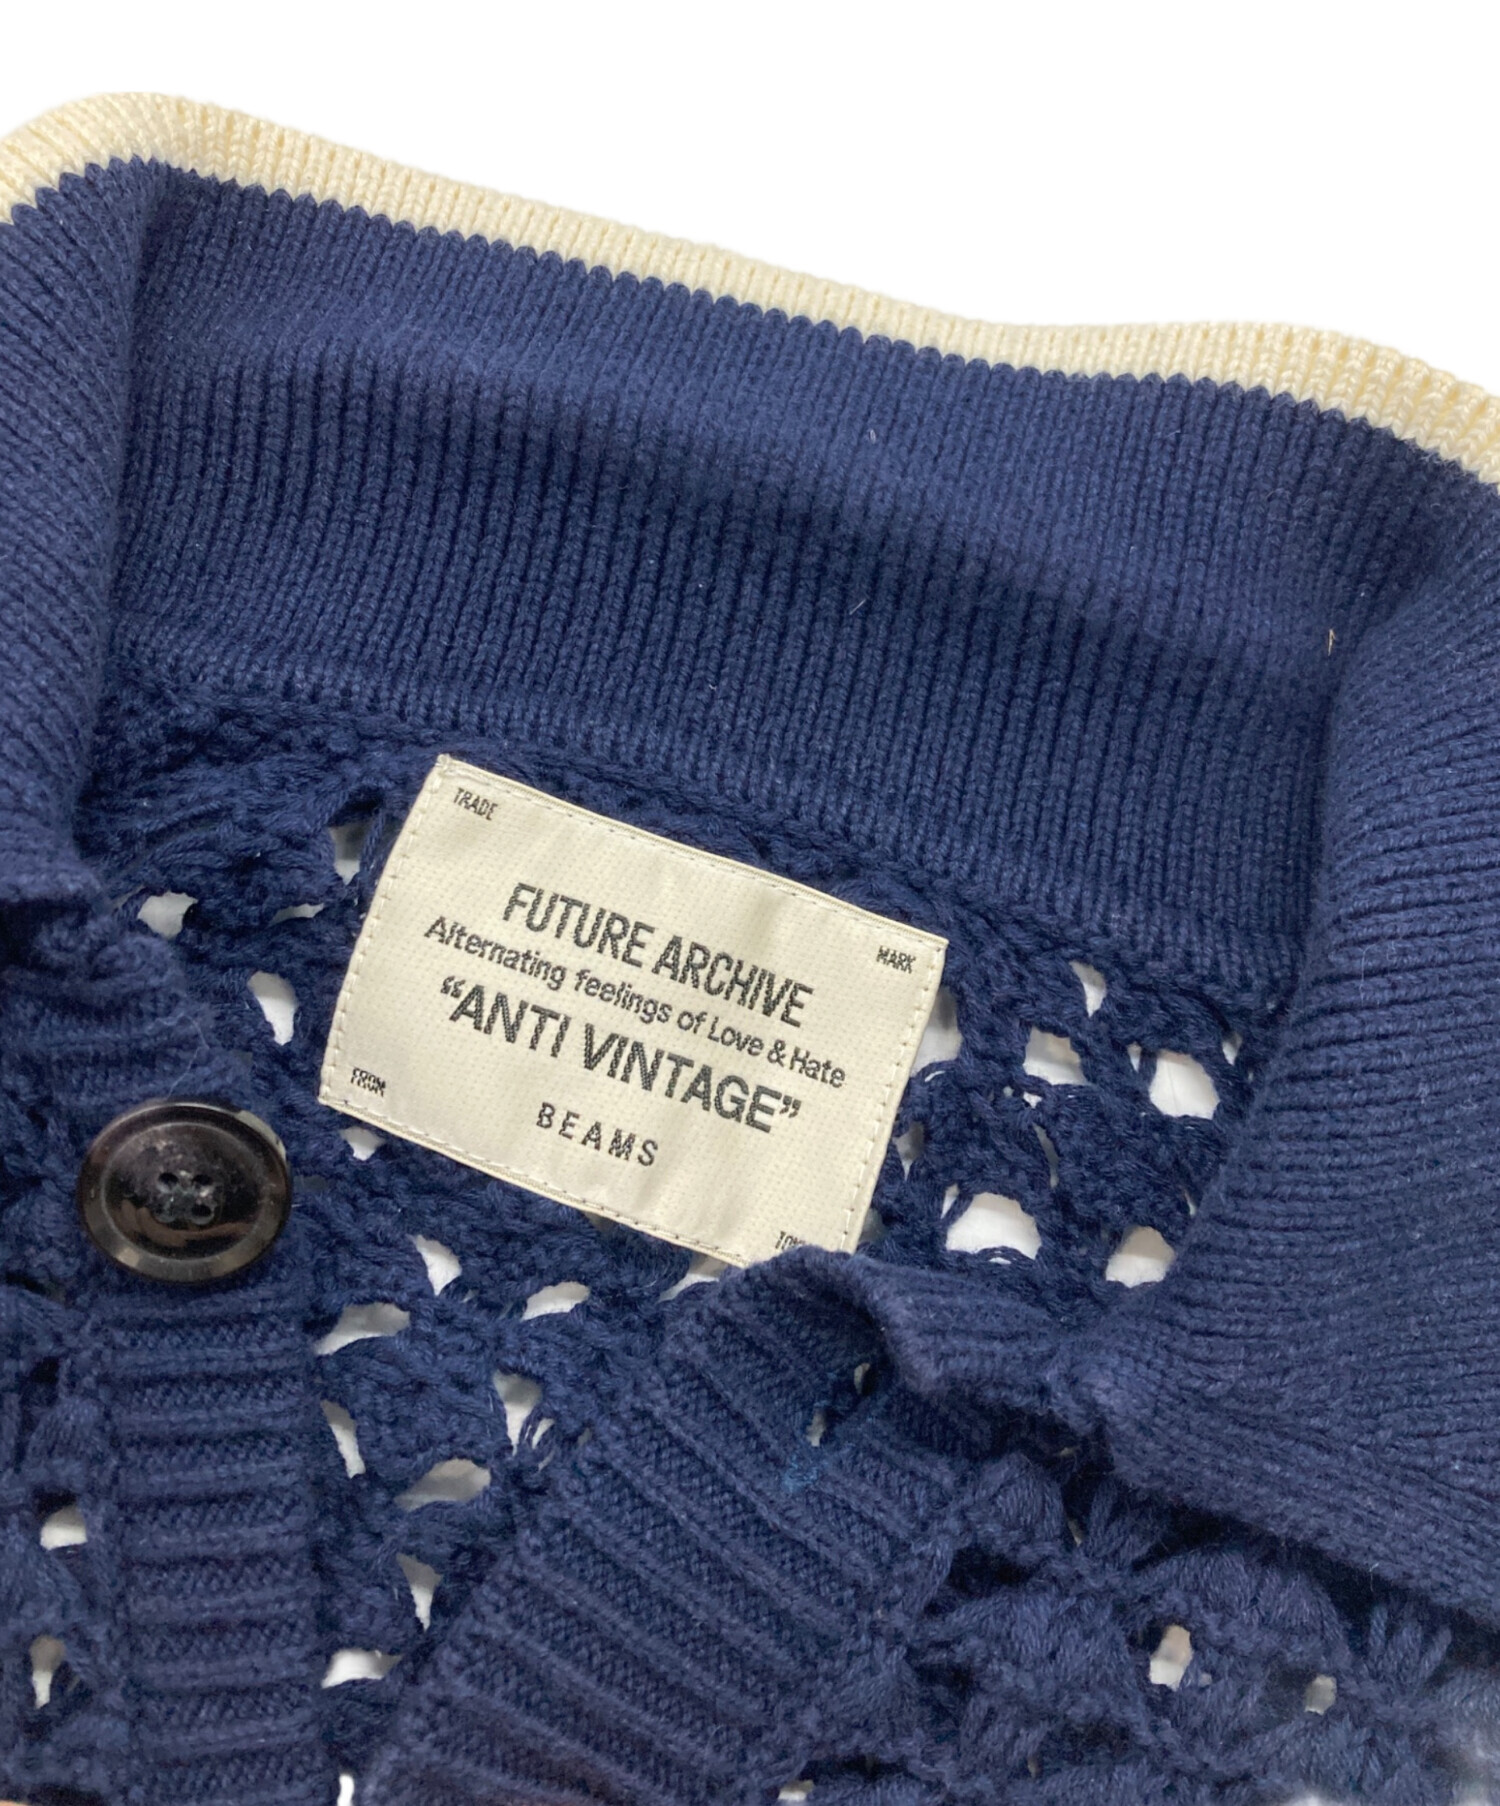 TRADE
MARK
FUTURE ARCHIVE
Alternating feelings of Love & Hate
“ANTI VINTAGE”
FROM
BEAMS